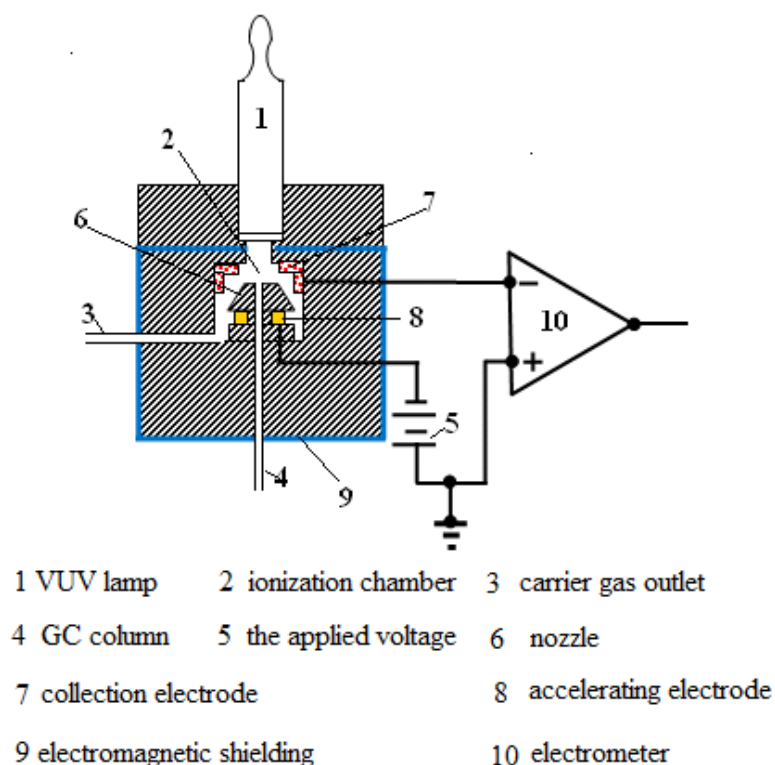 1
2
7
6
3
8
10
5
4
9
1 VUV lamp 2 ionization chamber 3 carrier gas outlet
4 GC column 5 the applied voltage 6 nozzle
7 collection electrode 8 accelerating electrode
9 electromagnetic shielding 10 electrometer